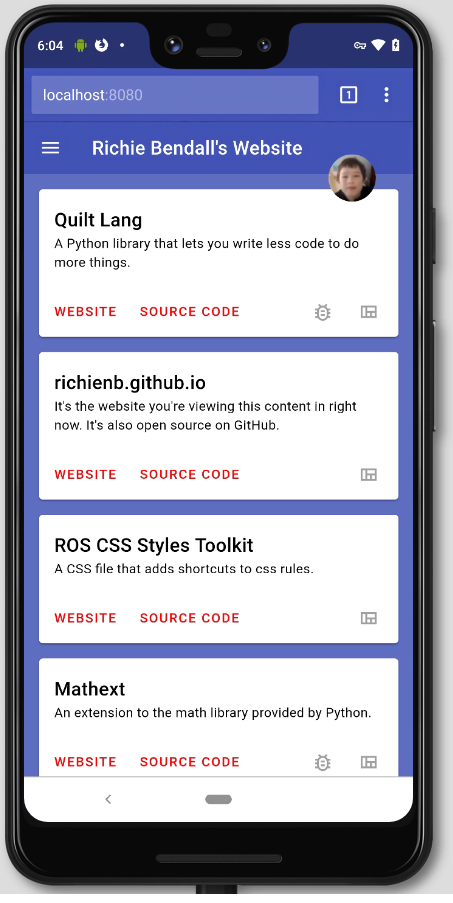 6:04
localhost:8080
1
Richie Bendall's Website
Quilt Lang
A Python library that lets you write less code to do
more things.
WEBSITE SOURCE CODE
richienb.github.io
It's the website you're viewing this content in right
now. It's also open source on GitHub.
WEBSITE SOURCE CODE
ROS CSS Styles Toolkit
A CSS file that adds shortcuts to css rules.
WEBSITE SOURCE CODE
Mathext
An extension to the math library provided by Python.
WEBSITE SOURCE CODE